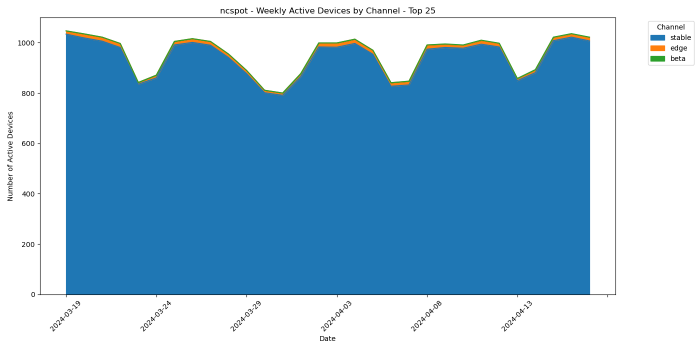 ncspot - Weekly Active Devices by Channel - Top 25
Channel
stable
edge
beta
Number of Active Devices
1000
800
600
400
200
0
2024-03-19
2024-03-24
2024-03-29
2024-04-03
2024-04-08
2024-04-13
Date